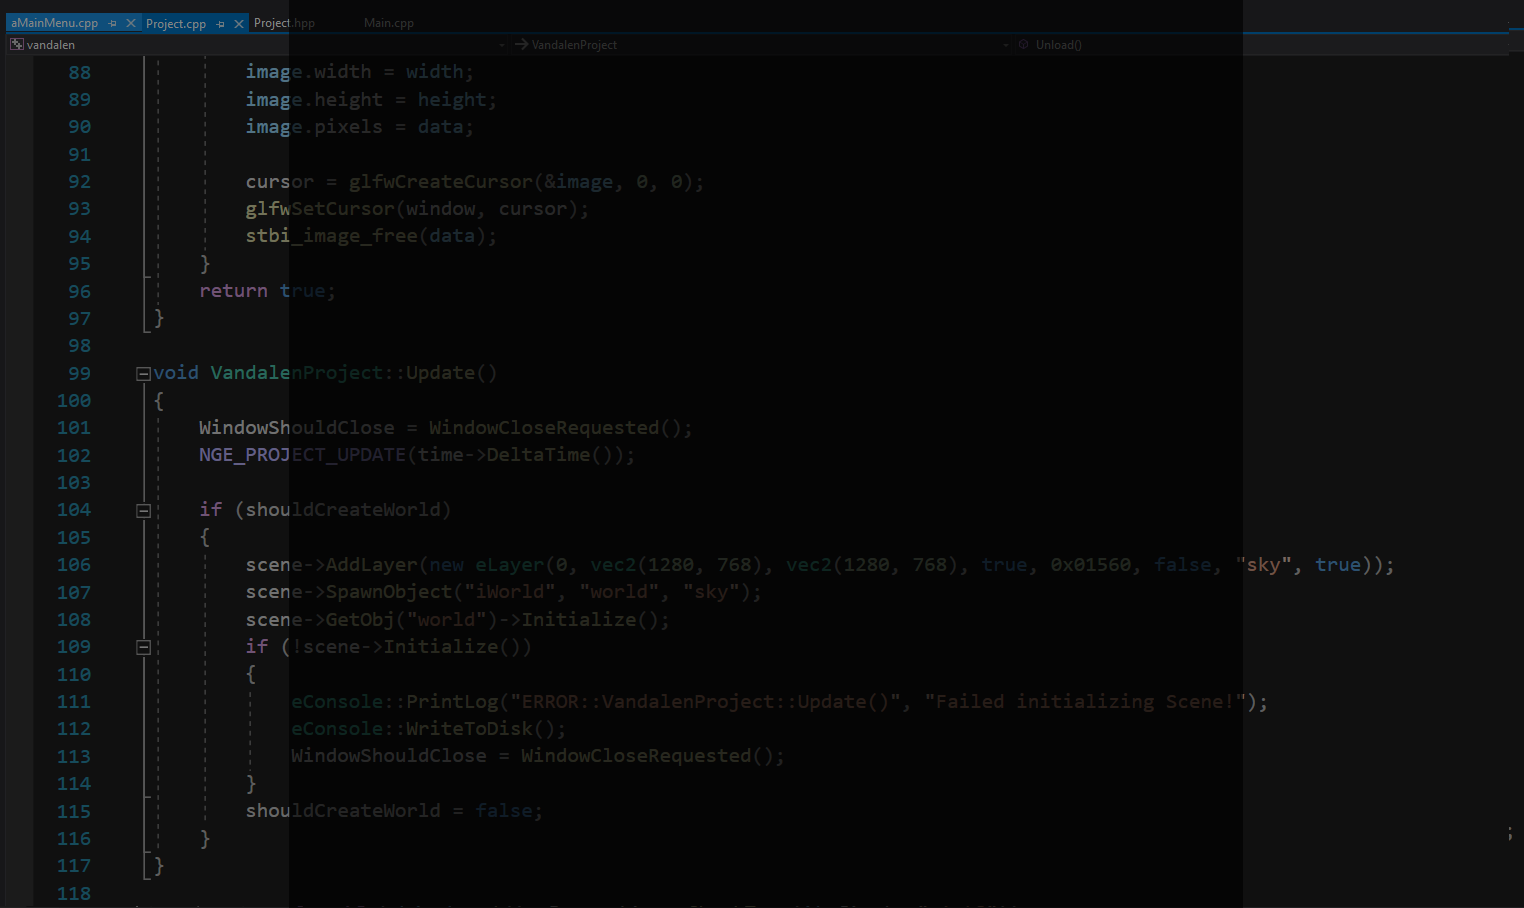 aMainMenu.cpp Project.cpp Project.hpp Main.cpp
vandalen VandalenProject Unload()
88 image.width = width;
89 image.height = height;
90 image.pixels = data;
91
92 cursor = glfwCreateCursor(&image, 0, 0);
93 glfwSetCursor(window, cursor);
94 stbi_image_free(data);
95 }
96 return true;
97 }
98
99 void VandalenProject::Update()
100 {
101 WindowShouldClose = WindowCloseRequested();
102 NGE_PROJECT_UPDATE(time->DeltaTime());
103
104 if (shouldCreateWorld)
105 {
106 scene->AddLayer(new eLayer(0, vec2(1280, 768), vec2(1280, 768), true, 0x01560, false, "sky", true));
107 scene->SpawnObject("iWorld", "world", "sky");
108 scene->GetObj("world")->Initialize();
109 if (!scene->Initialize())
110 {
111 eConsole::PrintLog("ERROR::VandalenProject::Update()", "Failed initializing Scene!");
112 eConsole::WriteToDisk();
113 WindowShouldClose = WindowCloseRequested();
114 }
115 shouldCreateWorld = false;
116 }
117 }
118
;